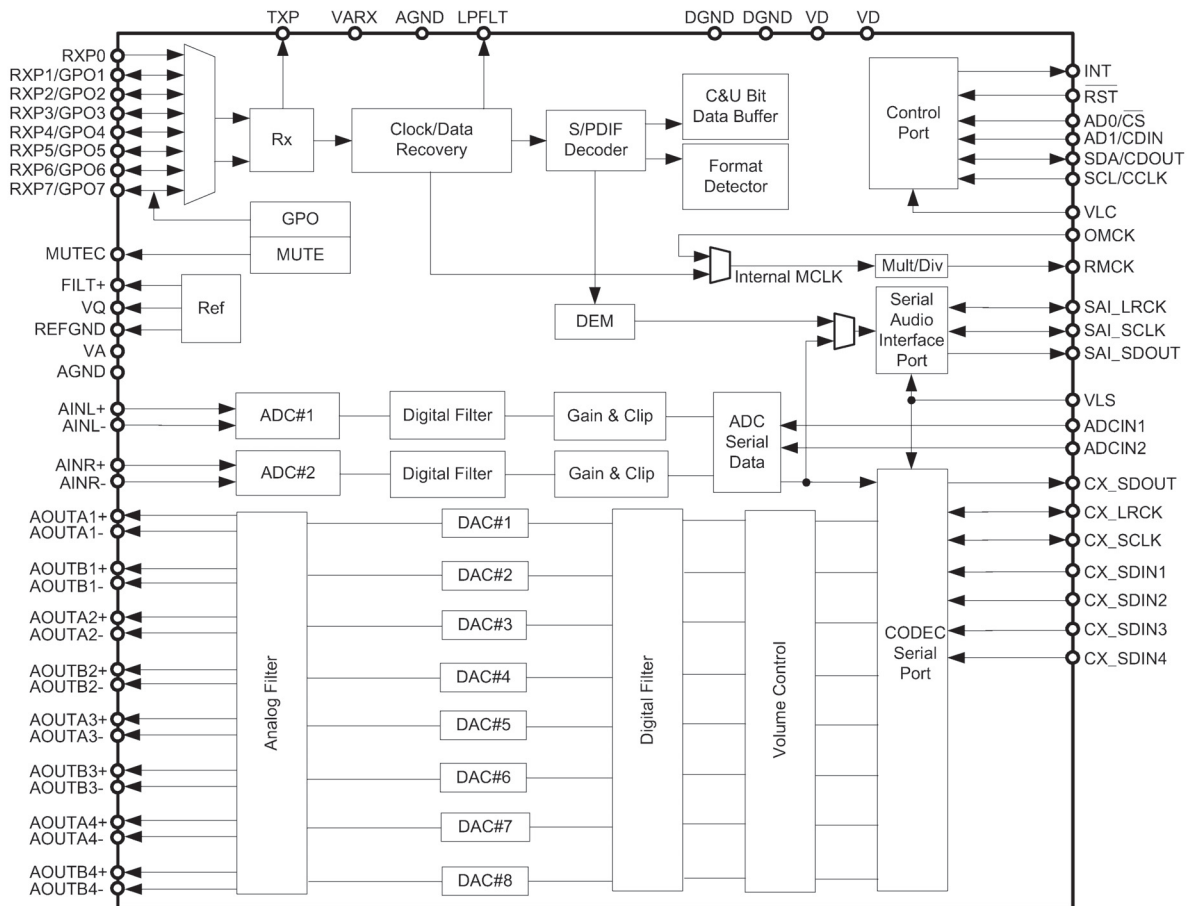 TXP VARX AGND LPFLT DGND DGND VD VD
RXP0
RXP1/GPO1
RXP2/GPO2
RXP3/GPO3
RXP4/GPO4
RXP5/GPO5
RXP6/GPO6
RXP7/GPO7
MUTEC
FILT+
VQ
REFGND
VA
AGND
AINL+
AINL-
AINR+
AINR-
AOUTA1+
AOUTA1-
AOUTB1+
AOUTB1-
AOUTA2+
AOUTA2-
AOUTB2+
AOUTB2-
AOUTA3+
AOUTA3-
AOUTB3+
AOUTB3-
AOUTA4+
AOUTA4-
AOUTB4+
AOUTB4-
Rx
Clock/Data
Recovery
S/PDIF
Decoder
C&U Bit
Data Buffer
Format
Detector
Control
Port
GPO
MUTE
Ref
Internal MCLK
Mult/Div
DEM
Serial
Audio
Interface
Port
ADC#1
Digital Filter
Gain & Clip
ADC#2
Digital Filter
Gain & Clip
ADC
Serial
Data
Analog Filter
DAC#1
DAC#2
DAC#3
DAC#4
DAC#5
DAC#6
DAC#7
DAC#8
Digital Filter
Volume Control
CODEC
Serial
Port
INT
RST
AD0/CS
AD1/CDIN
SDA/CDOUT
SCL/CCLK
VLC
OMCK
RMCK
SAI_LRCK
SAI_SCLK
SAI_SDOUT
VLS
ADCIN1
ADCIN2
CX_SDOUT
CX_LRCK
CX_SCLK
CX_SDIN1
CX_SDIN2
CX_SDIN3
CX_SDIN4